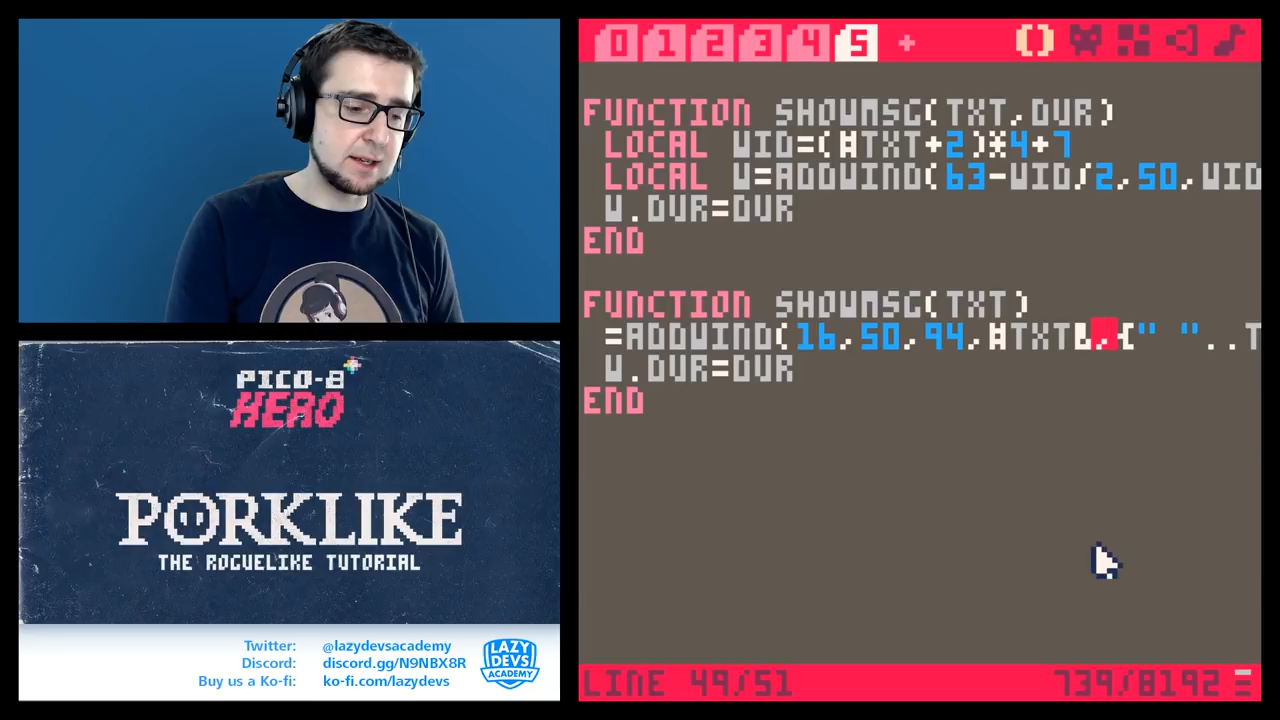 0 1 2 3 4 5 +
FUNCTION SHOWMSG(TXT,DUR)
LOCAL WID=(#TXT+2)*4+7
LOCAL W=ADDWIND(63-WID/2,50,WID
W.DUR=DUR
END
FUNCTION SHOWMSG(TXT)
=ADDWIND(16,50,94,#TXT&,{" "..T
W.DUR=DUR
END
LINE 49/51 739/8192
PICO-8
HERO
PORKLIKE
THE ROGUELIKE TUTORIAL
Twitter: @lazydevsacademy
Discord: discord.gg/N9NBX8R
Buy us a Ko-fi: ko-fi.com/lazydevs
LAZY
DEVS
ACADEMY